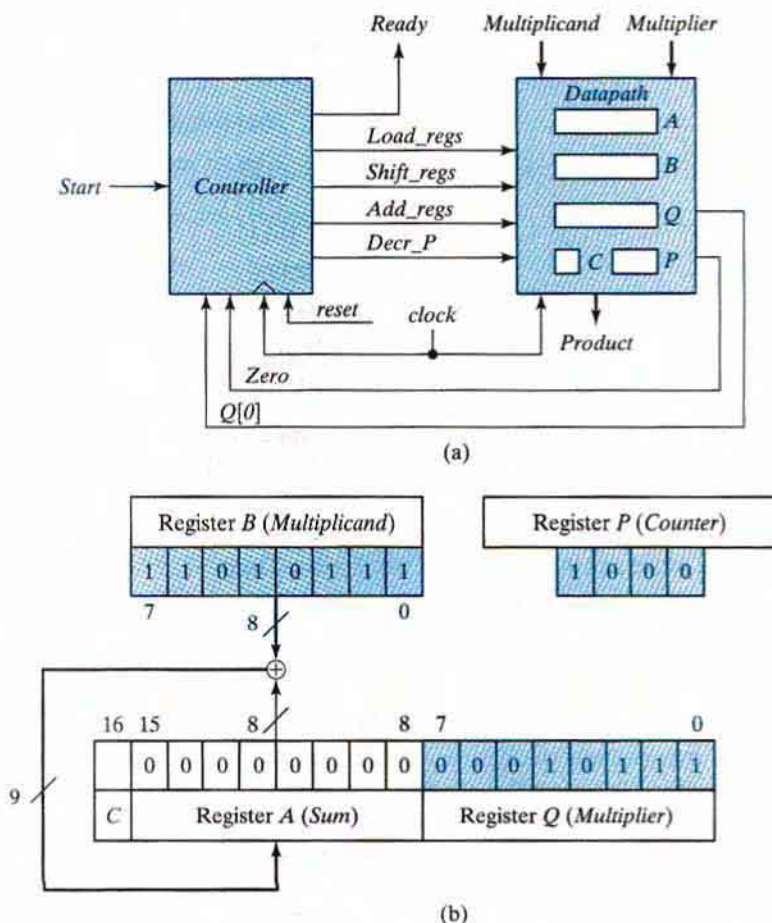 Ready
Multiplicand
Multiplier
Datapath
A
Load_regs
B
Shift_regs
Start
Controller
Add_regs
Q
Decr_P
C
P
reset
clock
Product
Zero
Q[0]
(a)
Register B (Multiplicand)
Register P (Counter)
1 1 0 1 0 1 1 1
1 0 0 0
7 8 0
16 15 8 8 7 0
0 0 0 0 0 0 0 0 0 0 0 1 0 1 1 1
9
C Register A (Sum) Register Q (Multiplier)
(b)